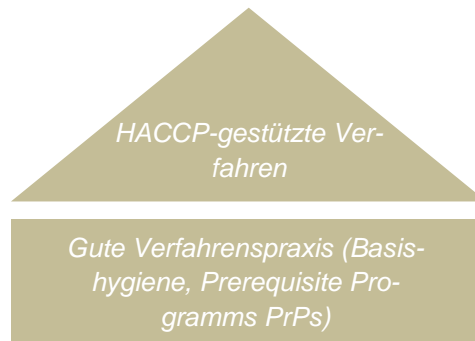 HACCP-gestützte Ver-
fahren
Gute Verfahrenspraxis (Basis-
hygiene, Prerequisite Pro-
gramms PrPs)